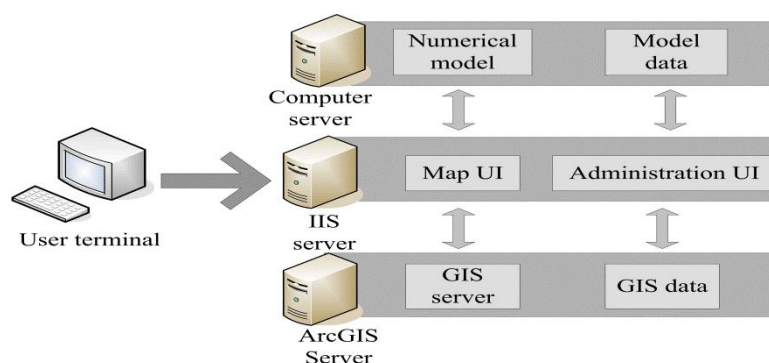 Numerical
model
Model
data
Computer
server
Map UI
Administration UI
User terminal
IIS
server
GIS
server
GIS data
ArcGIS
Server